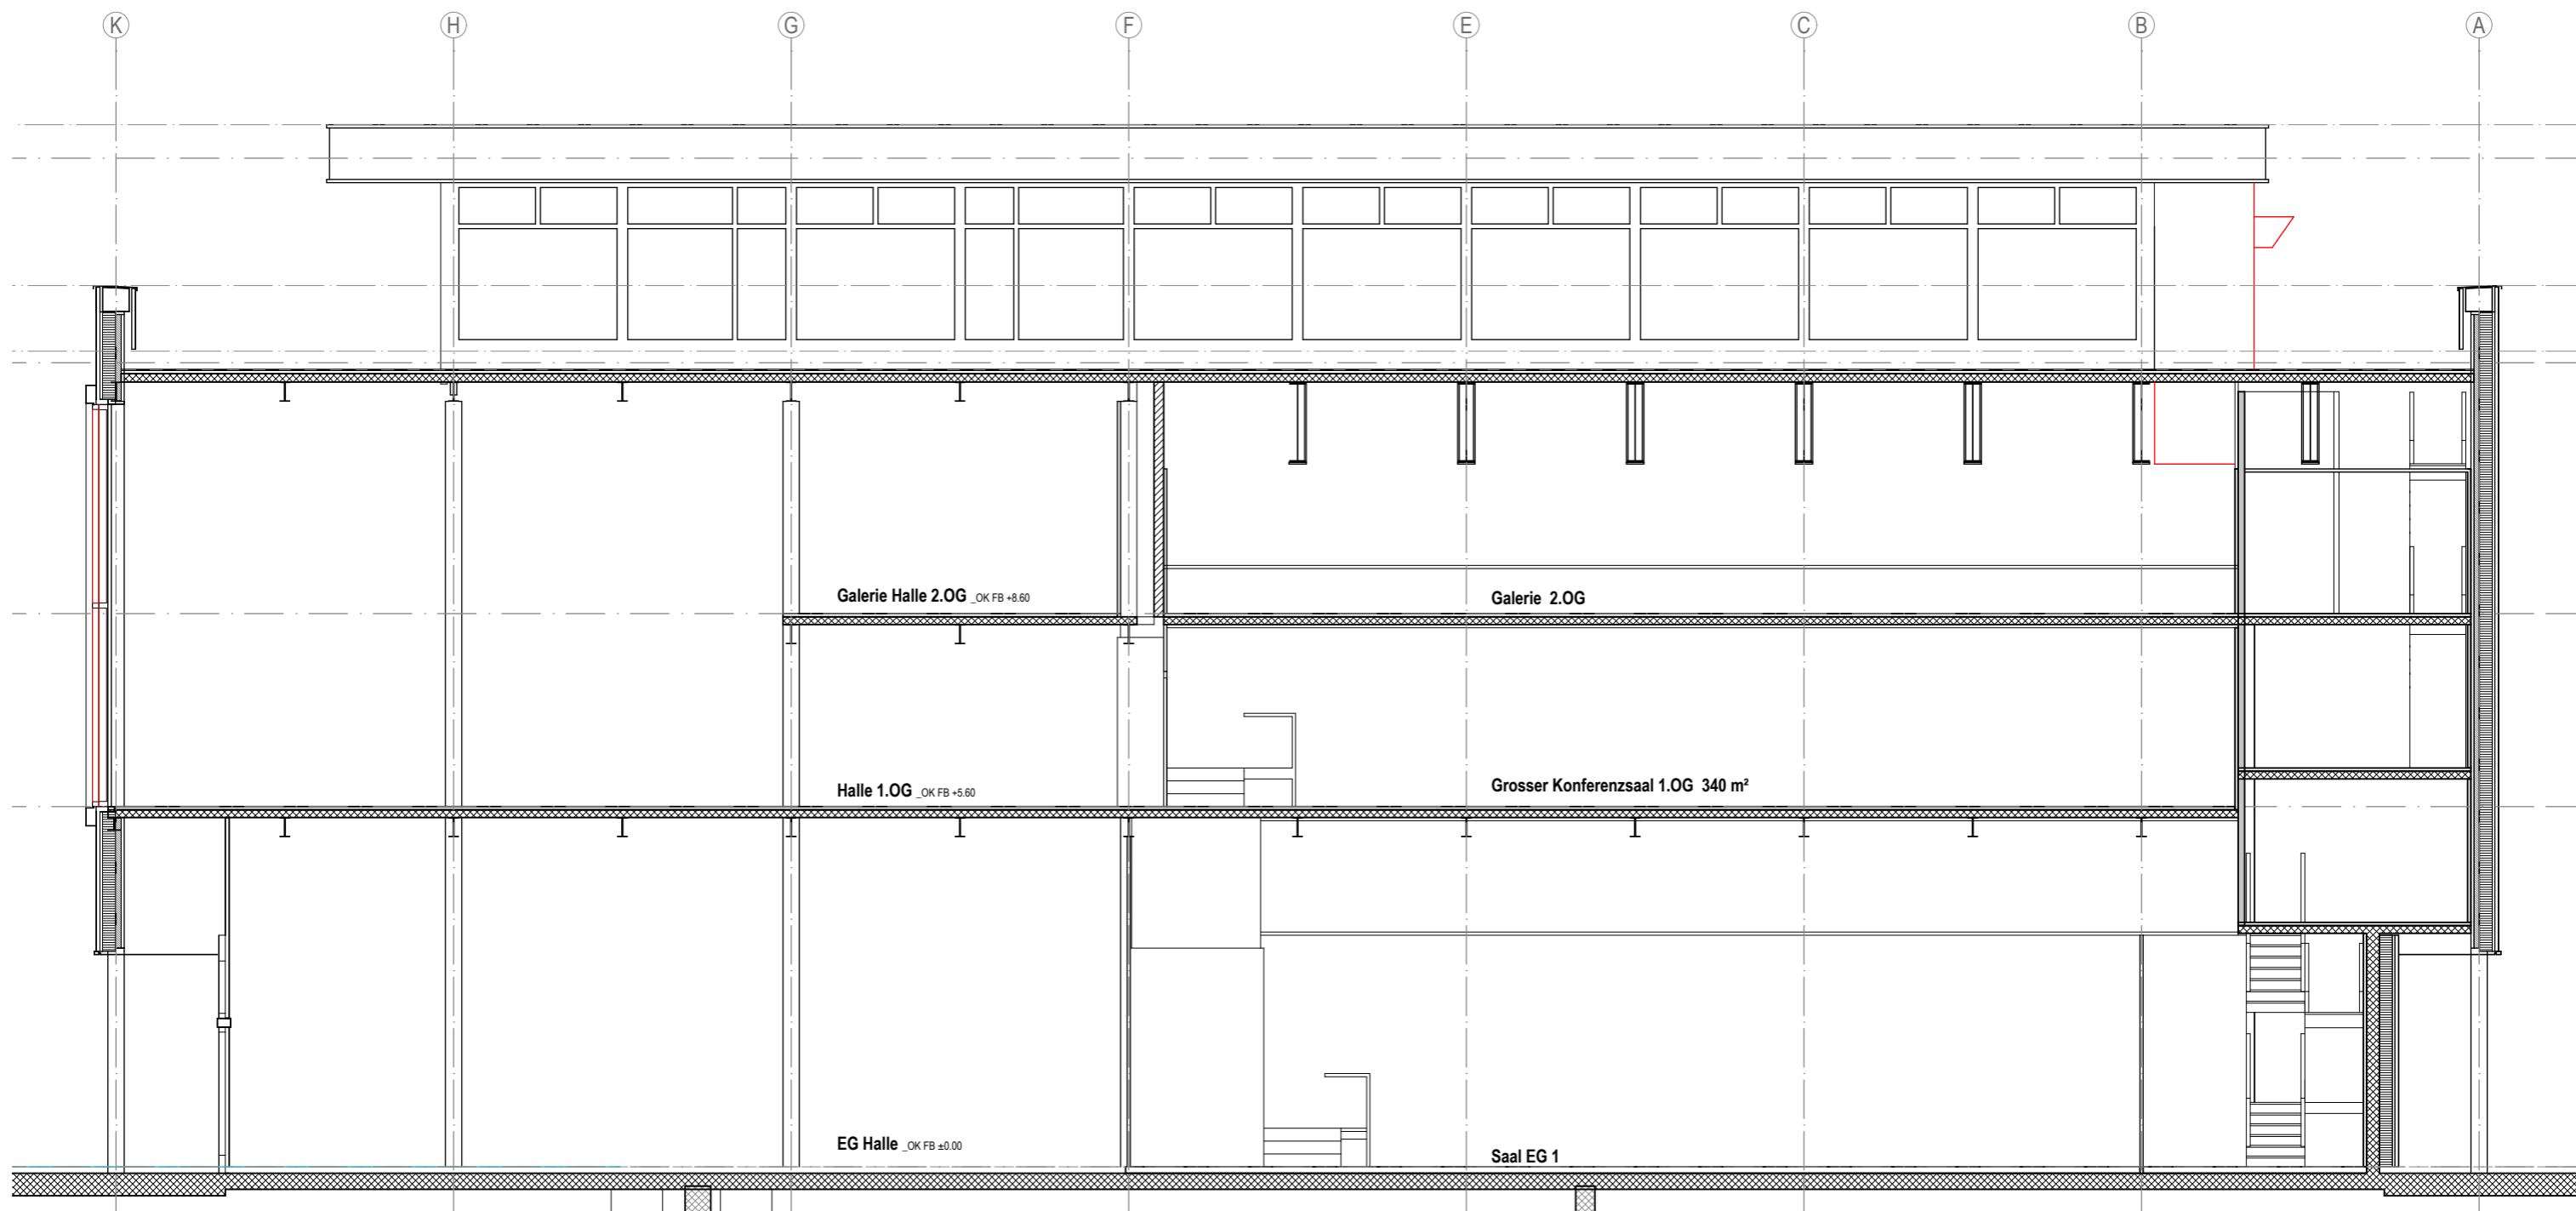 K H G F E C B A
Galerie Halle 2.OG _OK FB +8.60
Galerie 2.OG
Halle 1.OG _OK FB +5.60
Grosser Konferenzsaal 1.OG 340 m²
EG Halle _OK FB ±0.00
Saal EG 1